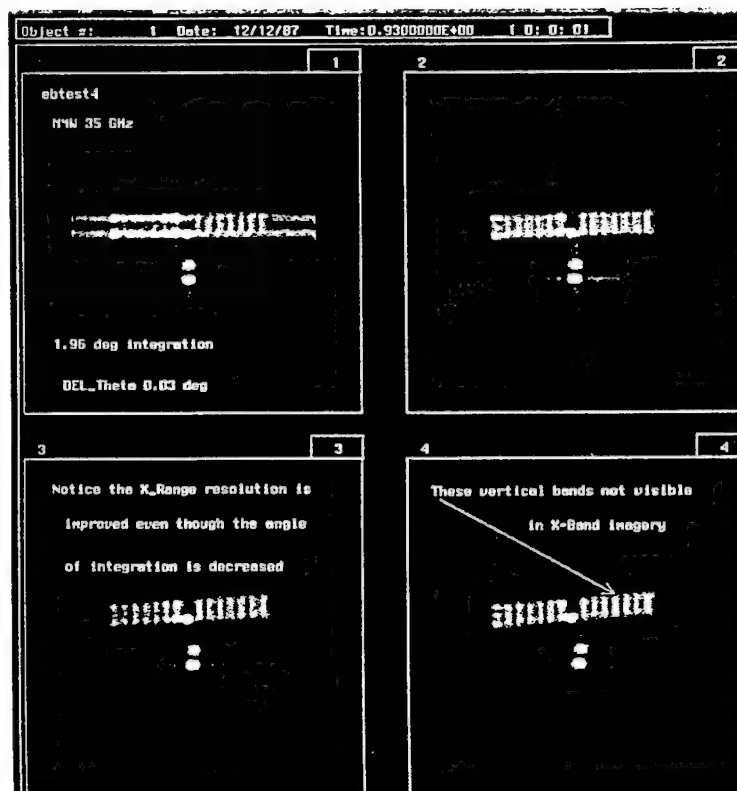 Object #: 1 Date: 12/12/87 Time:0.9300000E+00 [ 0; 0; 0]
1
2 2
ebtest4
MMW 35 GHz
1.96 deg integration
DEL_Theta 0.03 deg
3 3
4 4
Notice the X_Range resolution is
improved even though the angle
of integration is decreased
These vertical bands not visible
in X-Band imagery